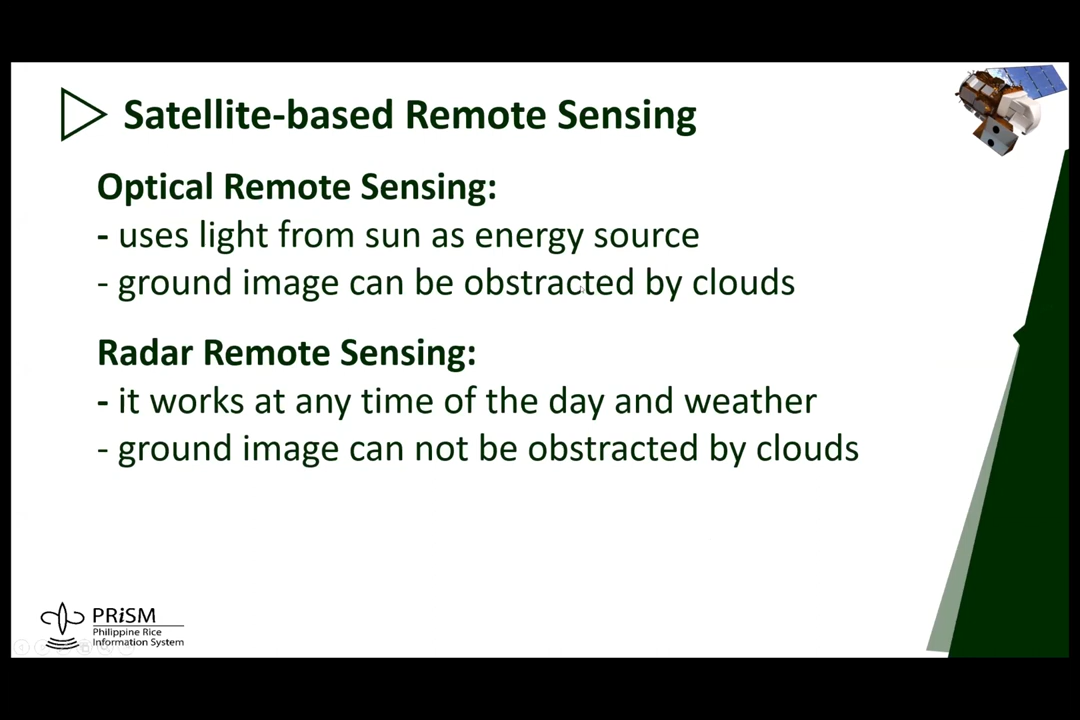 Satellite-based Remote Sensing
Optical Remote Sensing:
- uses light from sun as energy source
- ground image can be obstracted by clouds
Radar Remote Sensing:
- it works at any time of the day and weather
- ground image can not be obstracted by clouds
PRiSM
Philippine Rice
Information System